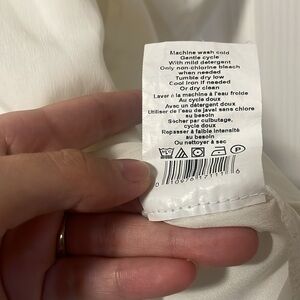 Machine wash cold
Gentle cycle
With mild detergent
Only non-chlorine bleach
when needed
Tumble dry low
Cool iron if needed
Or dry clean
Laver à la machine à l'eau froide
Au cycle doux
Avec un détergent doux
Utiliser de l'eau de javel sans chlore
au besoin
Sécher par culbutage,
cycle doux
Repasser à faible intensité
au besoin
Ou nettoyer à sec
P